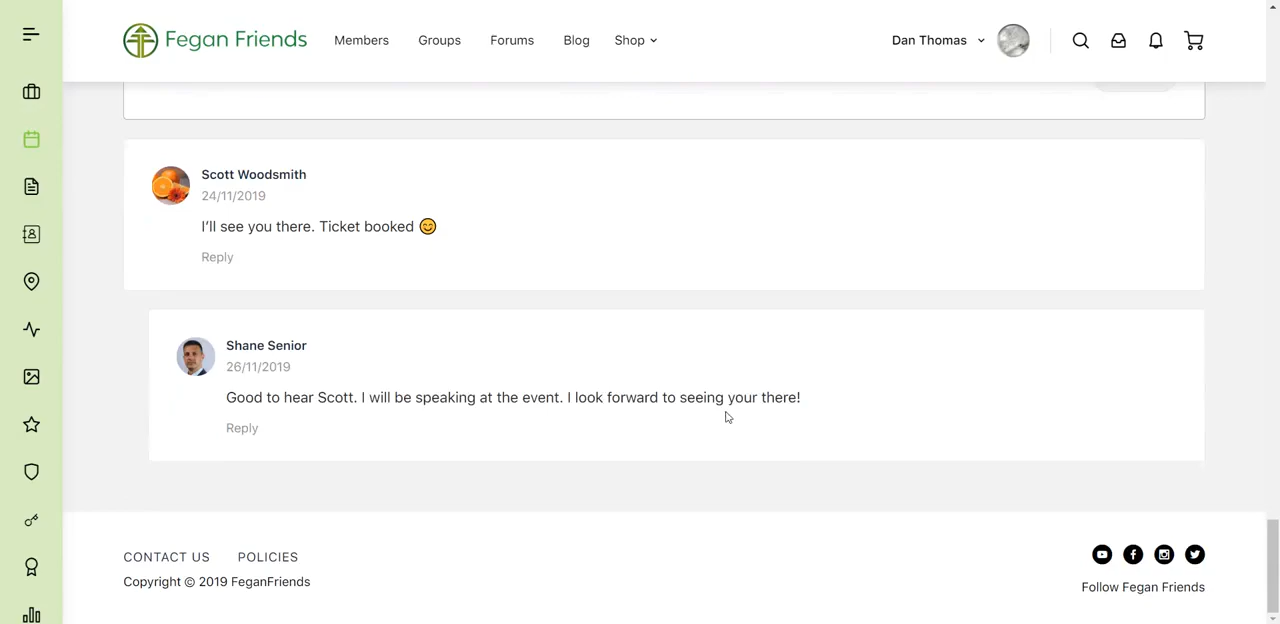 Fegan Friends
Members Groups Forums Blog Shop
Dan Thomas
Scott Woodsmith
24/11/2019
I’ll see you there. Ticket booked 😊
Reply
Shane Senior
26/11/2019
Good to hear Scott. I will be speaking at the event. I look forward to seeing your there!
Reply
CONTACT US POLICIES
Copyright © 2019 FeganFriends
Follow Fegan Friends